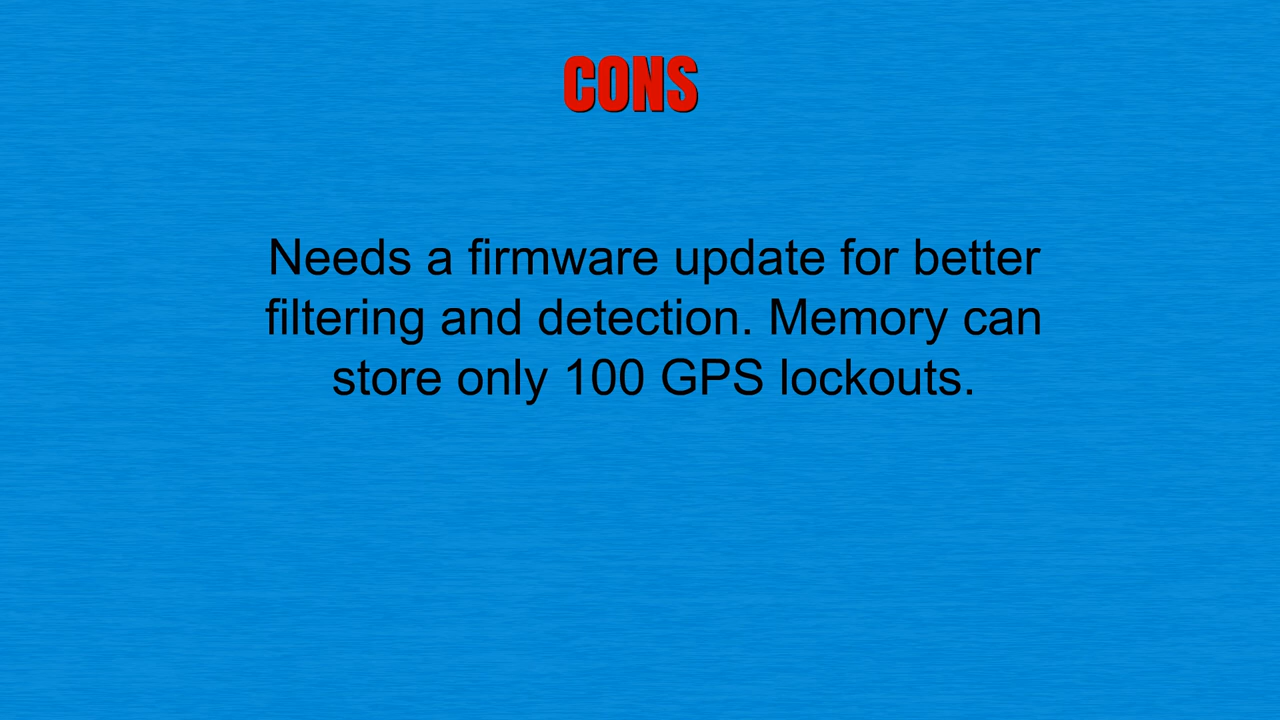 CONS
Needs a firmware update for better
filtering and detection. Memory can
store only 100 GPS lockouts.